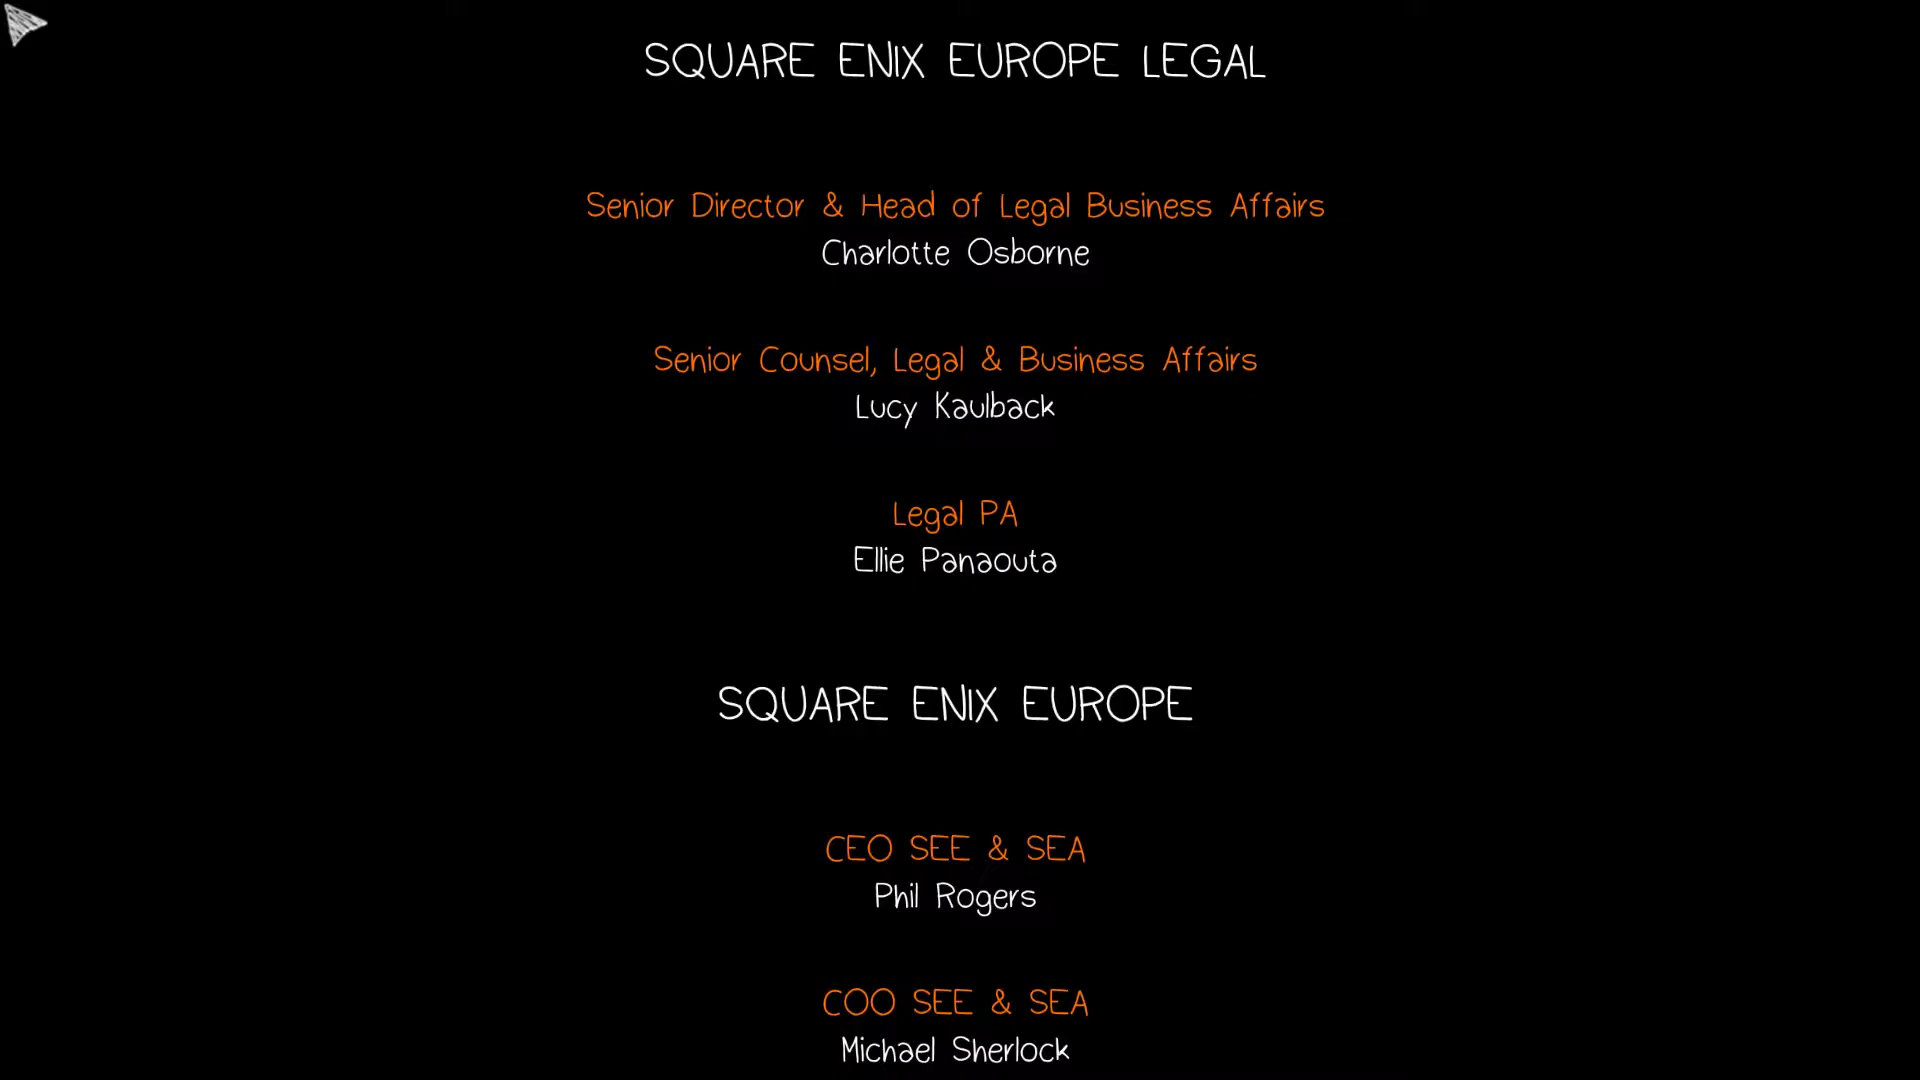 SQUARE ENIX EUROPE LEGAL
Senior Director & Head of Legal Business Affairs
Charlotte Osborne
Senior Counsel, Legal & Business Affairs
Lucy Kaulback
Legal PA
Ellie Panaouta
SQUARE ENIX EUROPE
CEO SEE & SEA
Phil Rogers
COO SEE & SEA
Michael Sherlock